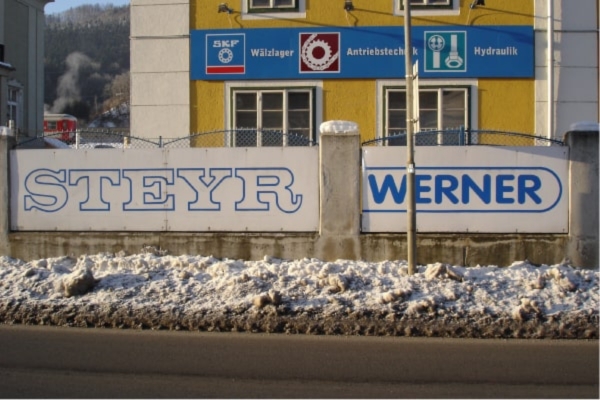 SKF Wälzlager Antriebstechnik Hydraulik
STEYR WERNER